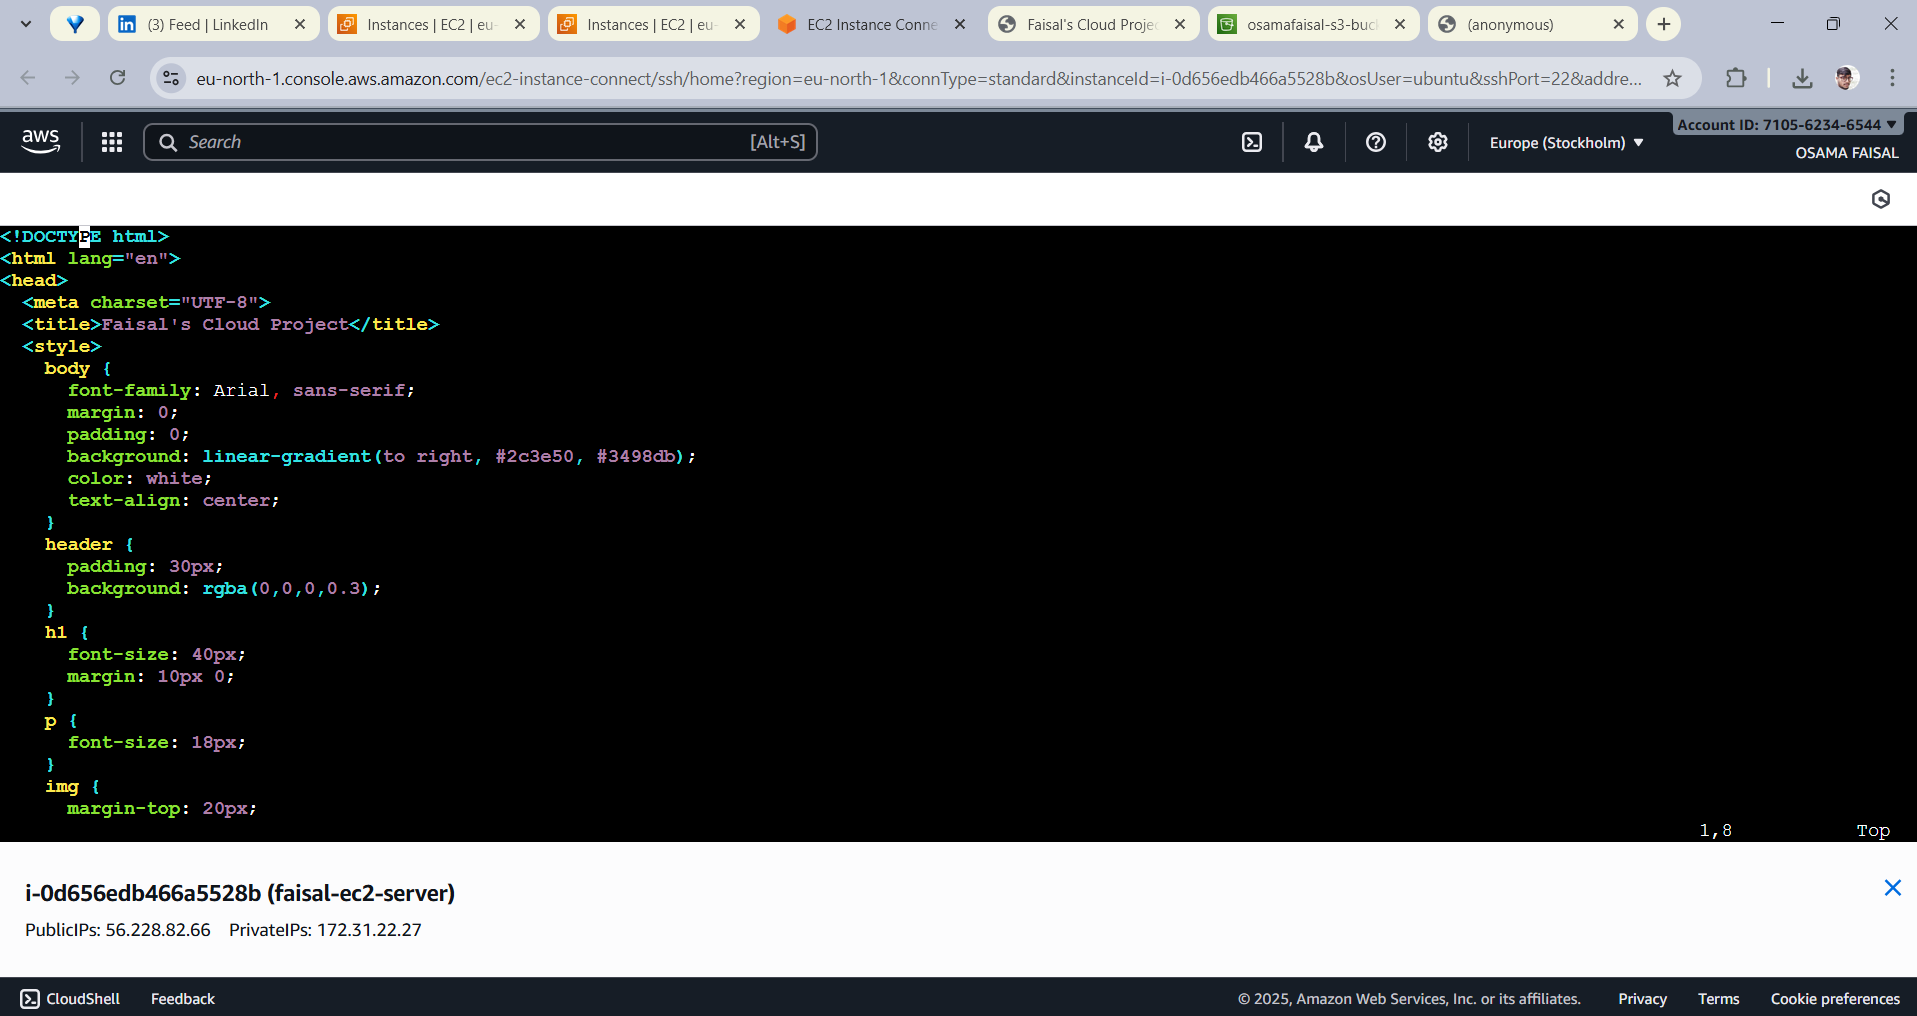 (3) Feed | LinkedIn
Instances | EC2 | eu-
Instances | EC2 | eu-
EC2 Instance Conne
Faisal's Cloud Projec
osamafaisal-s3-buc
(anonymous)
eu-north-1.console.aws.amazon.com/ec2-instance-connect/ssh/home?region=eu-north-1&connType=standard&instanceId=i-0d656edb466a5528b&osUser=ubuntu&sshPort=22&addre...
aws
Search
[Alt+S]
Europe (Stockholm)
Account ID: 7105-6234-6544
OSAMA FAISAL
<!DOCTYPE html>
<html lang="en">
<head>
  <meta charset="UTF-8">
  <title>Faisal's Cloud Project</title>
  <style>
    body {
      font-family: Arial, sans-serif;
      margin: 0;
      padding: 0;
      background: linear-gradient(to right, #2c3e50, #3498db);
      color: white;
      text-align: center;
    }
    header {
      padding: 30px;
      background: rgba(0,0,0,0.3);
    }
    h1 {
      font-size: 40px;
      margin: 10px 0;
    }
    p {
      font-size: 18px;
    }
    img {
      margin-top: 20px;
1,8 Top
i-0d656edb466a5528b (faisal-ec2-server)
PublicIPs: 56.228.82.66 PrivateIPs: 172.31.22.27
CloudShell Feedback © 2025, Amazon Web Services, Inc. or its affiliates. Privacy Terms Cookie preferences